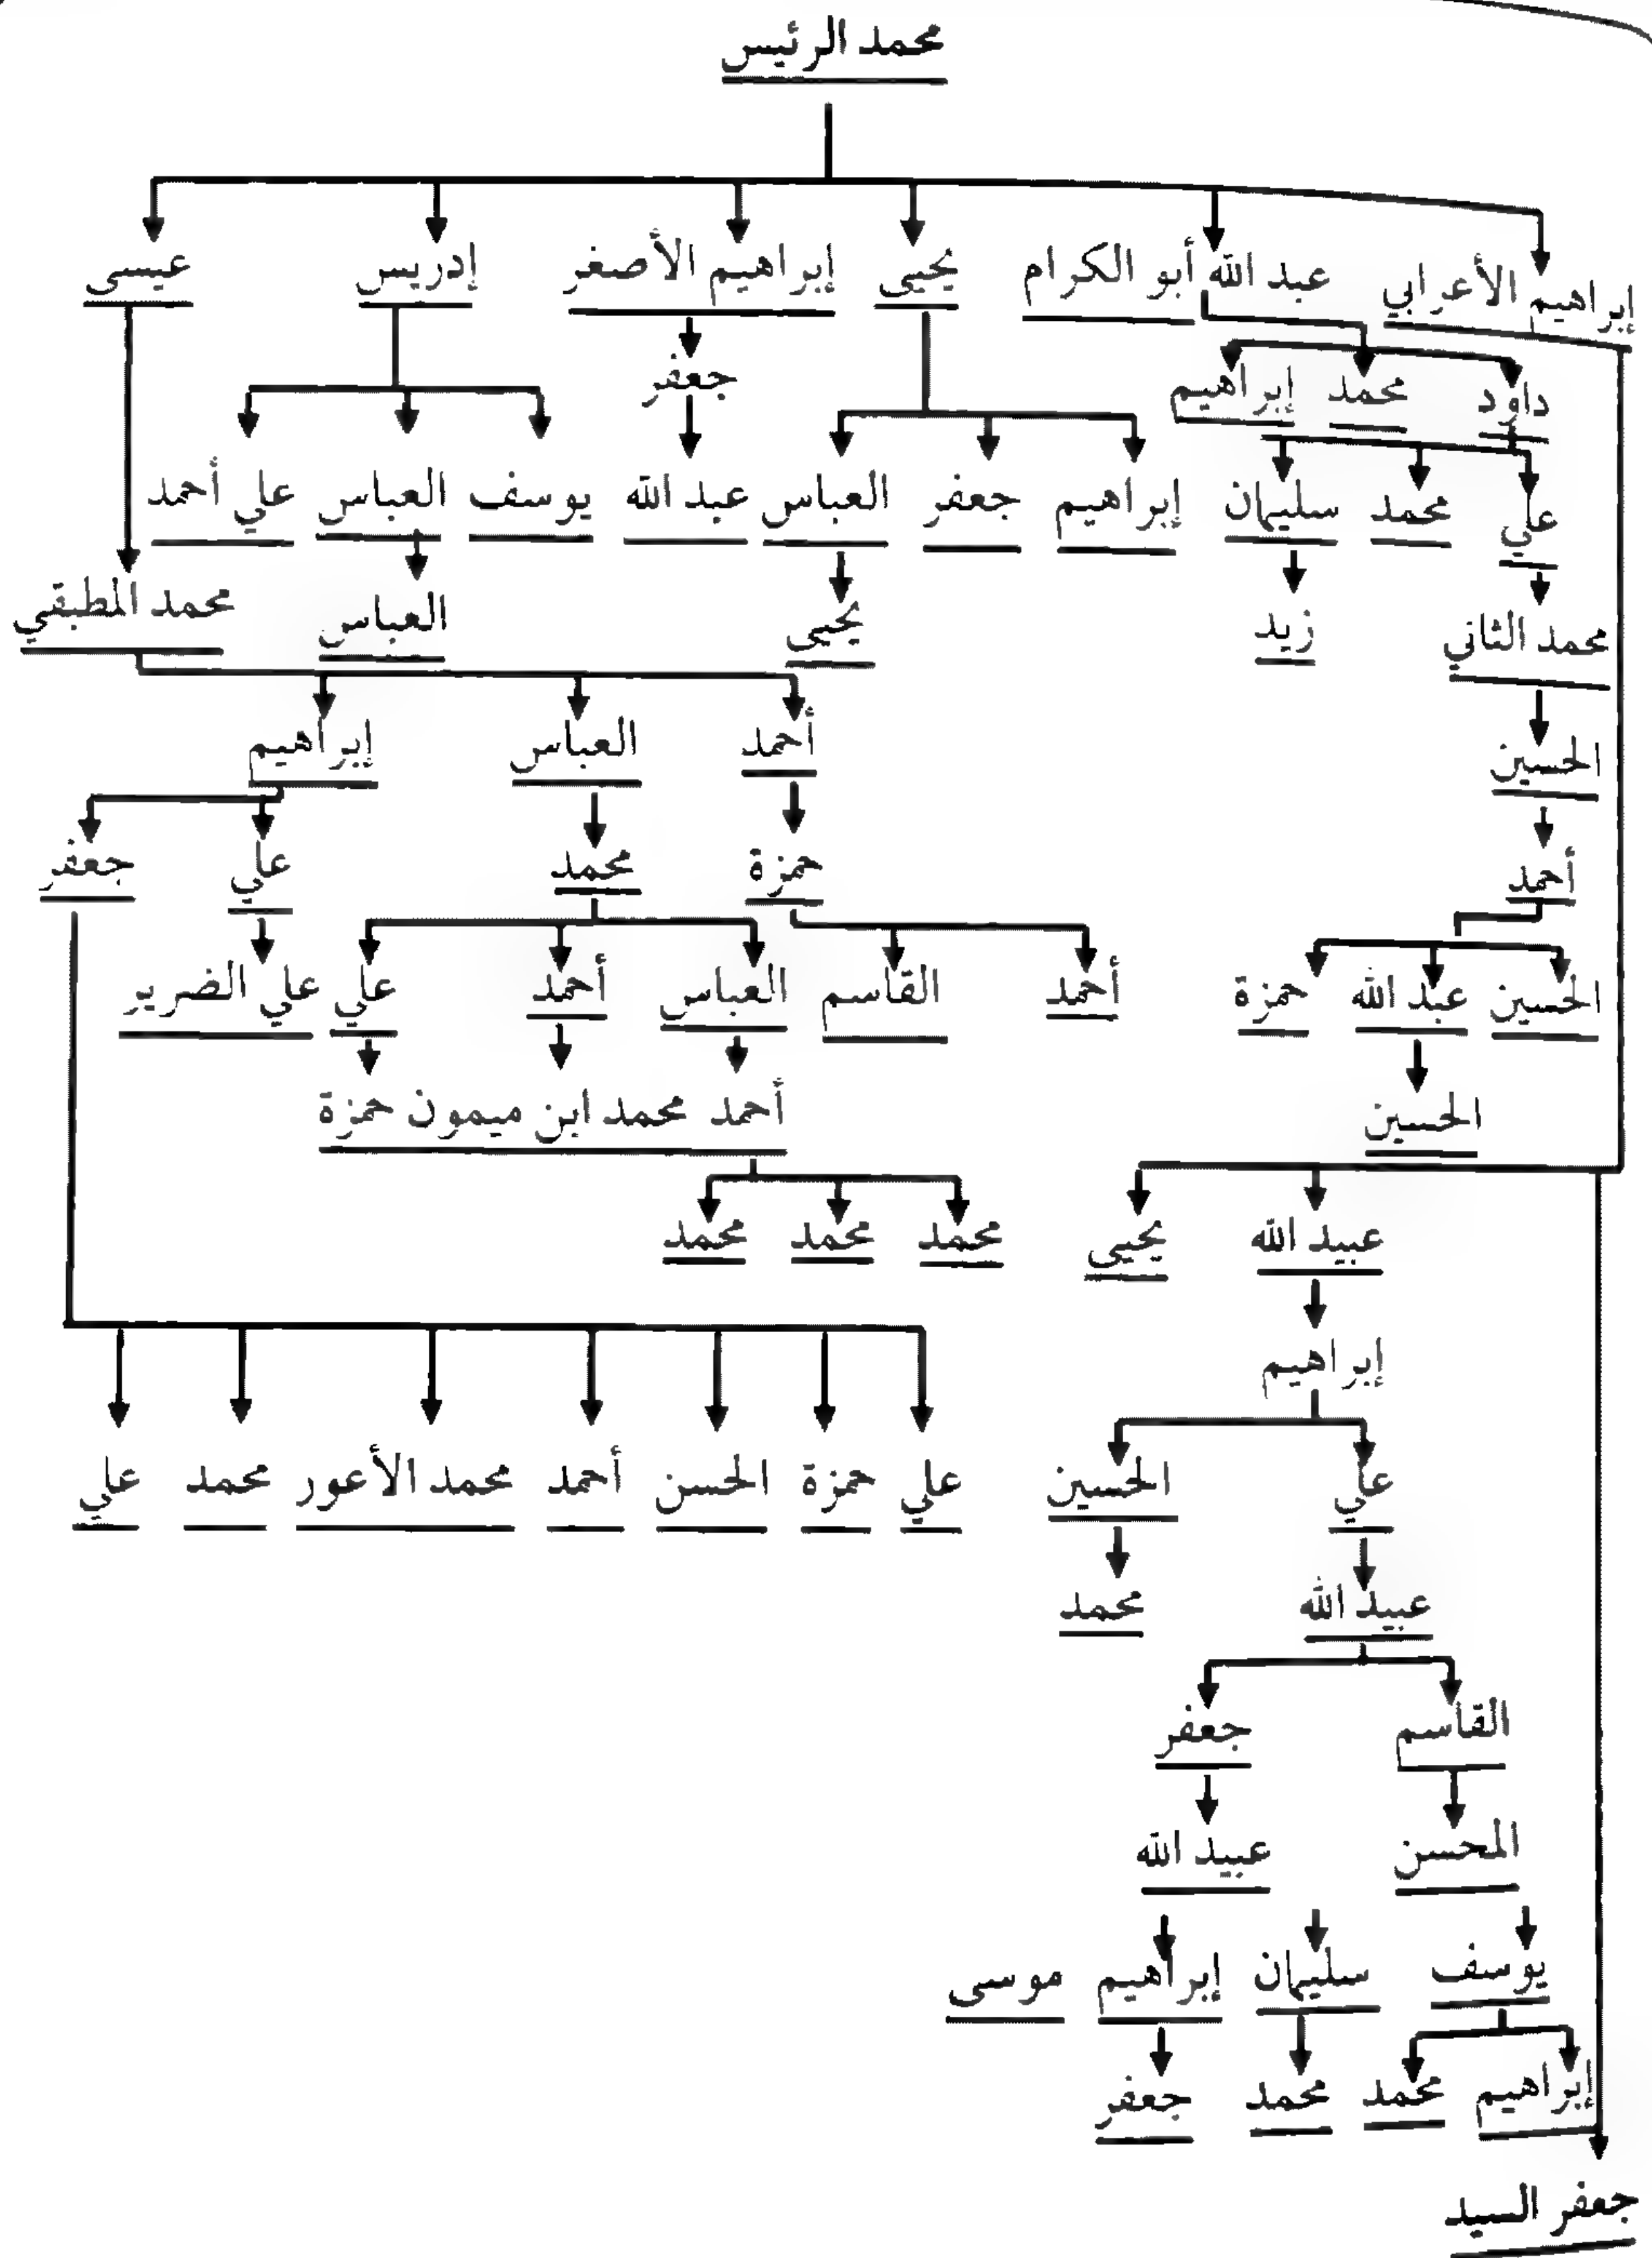 محمد الرئيس
إبراهيم الأعرابي
عبد الله أبو الكرام
يحيى
إبراهيم الأصغر
إدريس
عيسى
داود
محمد
إبراهيم
جعفر
علي
محمد
سليمان
إبراهيم
جعفر
العباس
عبد الله
يوسف
العباس
علي أحمد
محمد الثاني
زيد
يحيى
العباس
محمد المطبقي
الحسين
أحمد
العباس
إبراهيم
أحمد
حمزة
محمد
علي
جعفر
الحسين
عبد الله
حمزة
أحمد
القاسم
العباس
أحمد
علي
علي الضرير
الحسين
أحمد محمد ابن ميمون حمزة
عبيد الله
يحيى
محمد
محمد
محمد
إبراهيم
علي
الحسين
علي
حمزة
الحسن
أحمد
محمد الأعور
محمد
علي
عبيد الله
محمد
القاسم
جعفر
المحسن
عبيد الله
يوسف
سليمان
إبراهيم
موسى
إبراهيم
محمد
محمد
جعفر
جعفر السيد